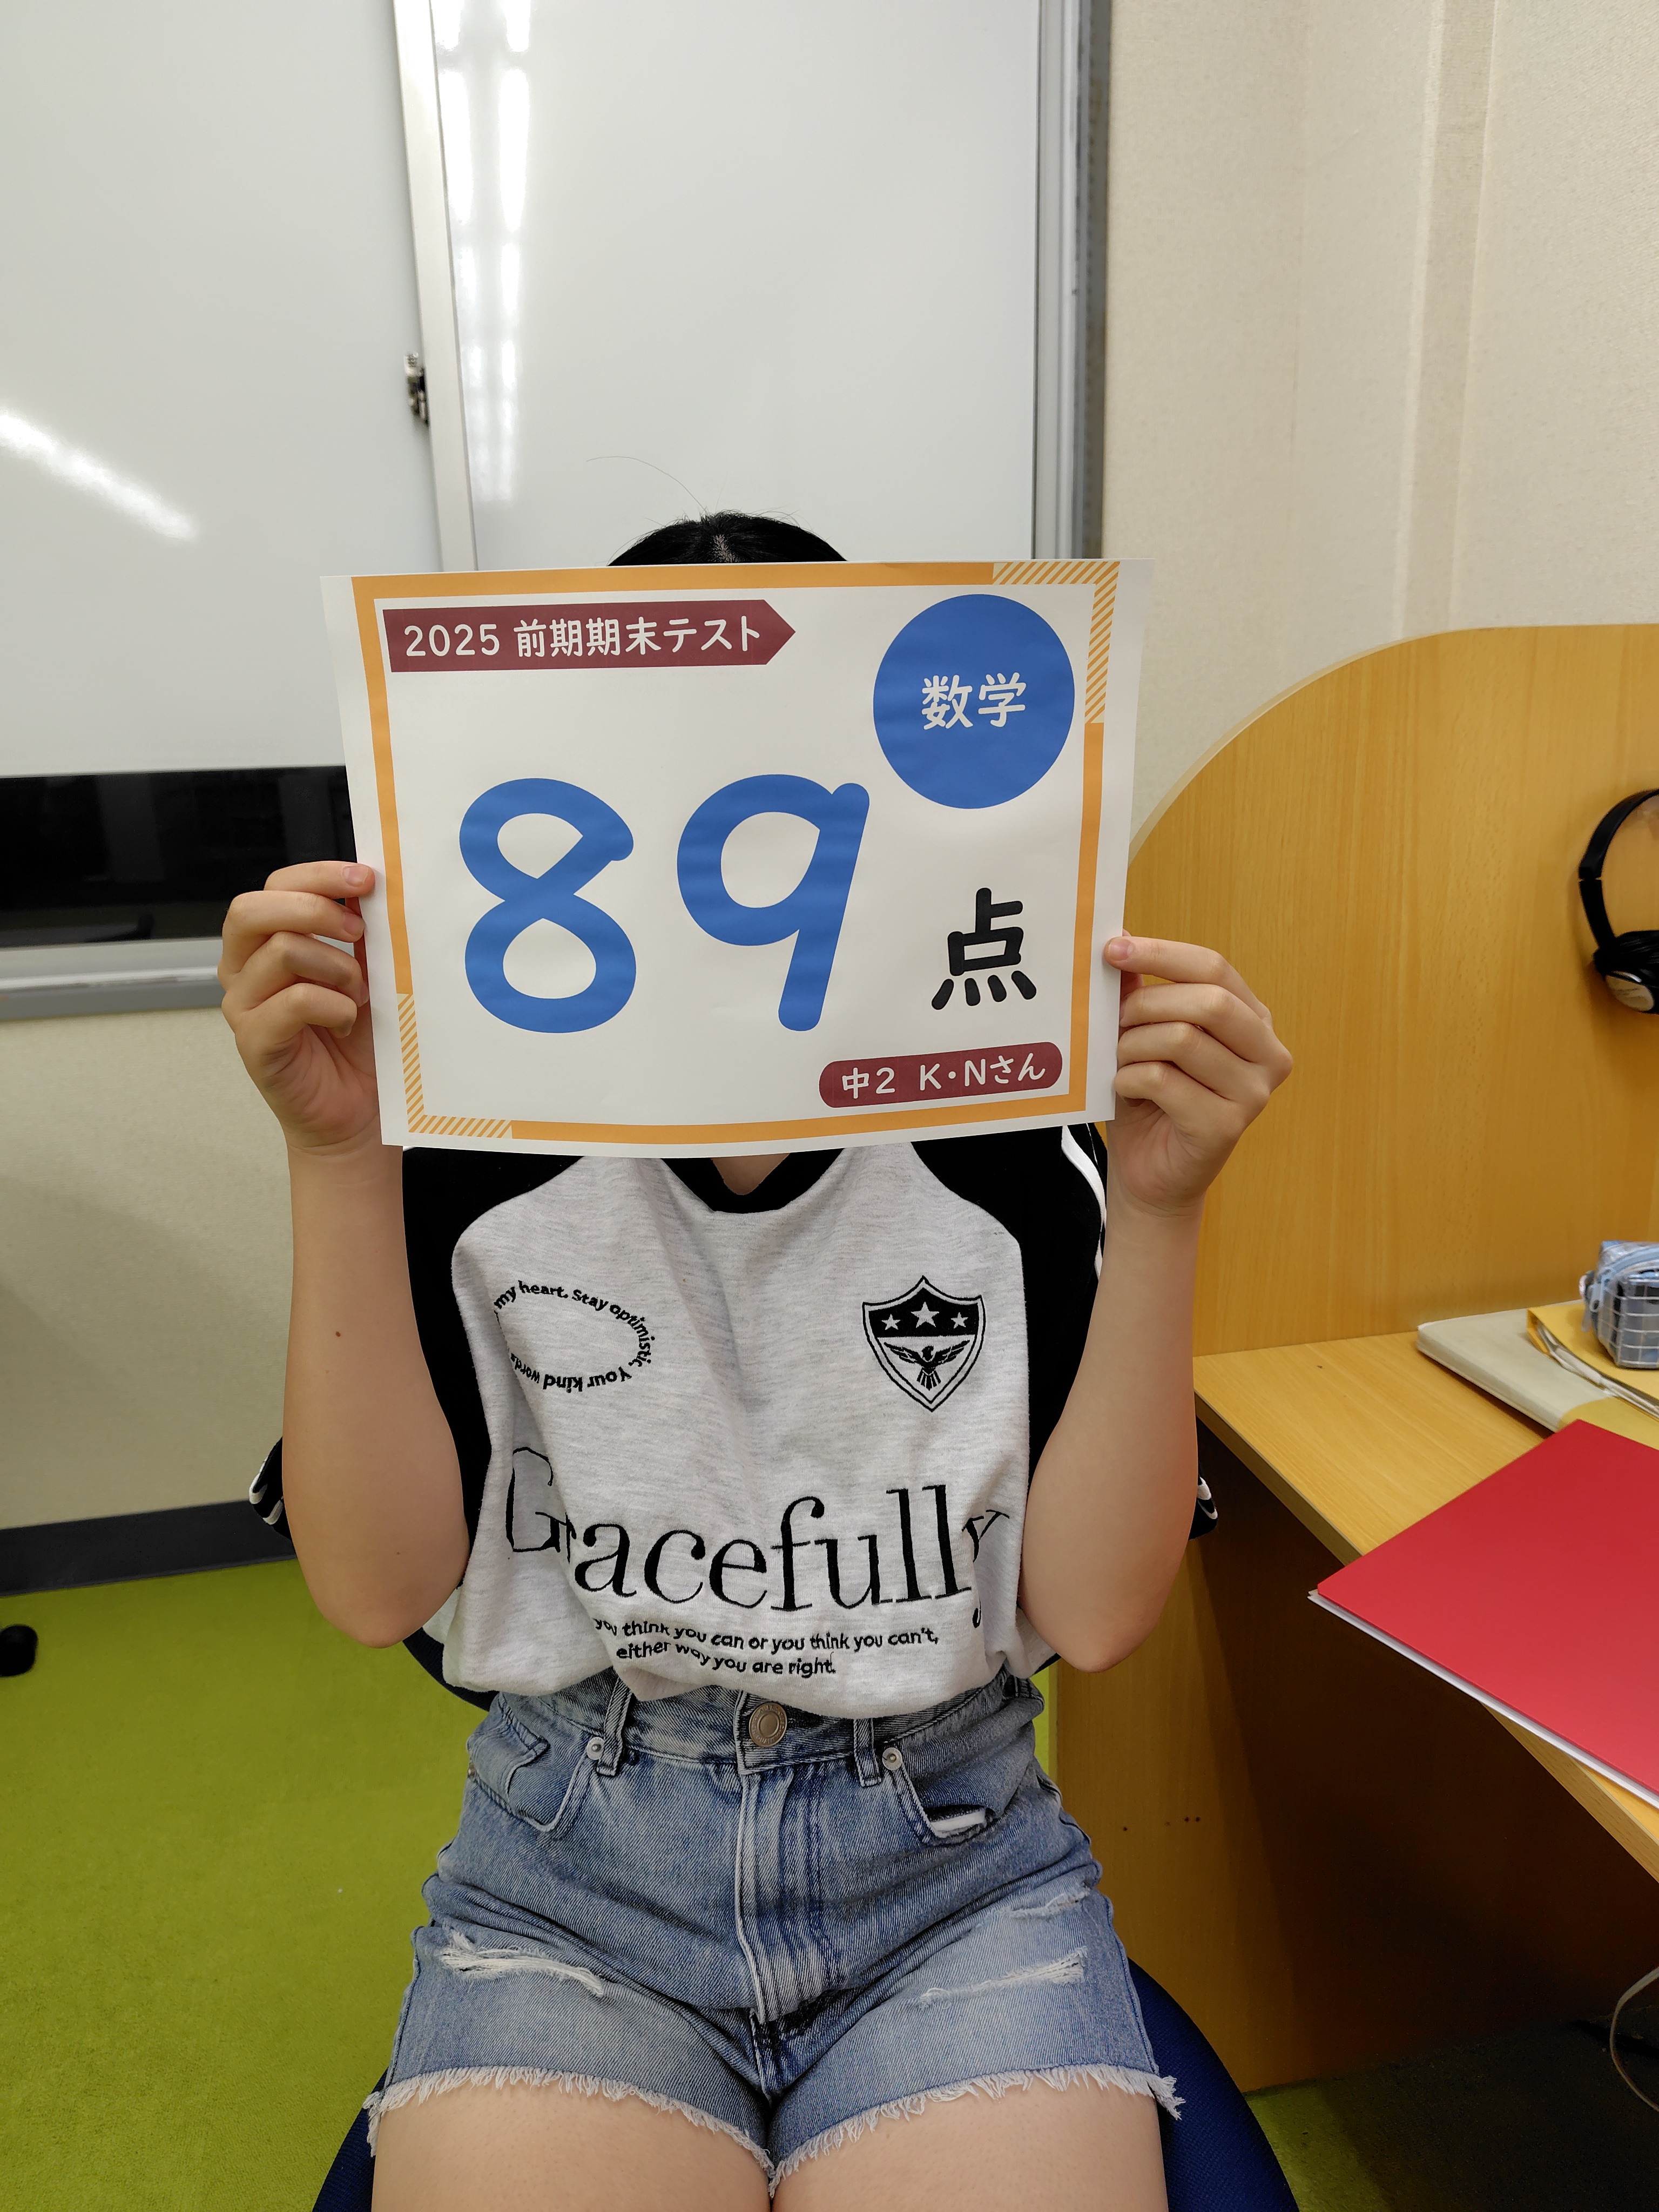 2025 前期期末テスト
数学
89
点
中2 K・Nさん
my heart. Stay optimistic. Your kind words
Gracefully
you think you can or you think you can't,
either way you are right.